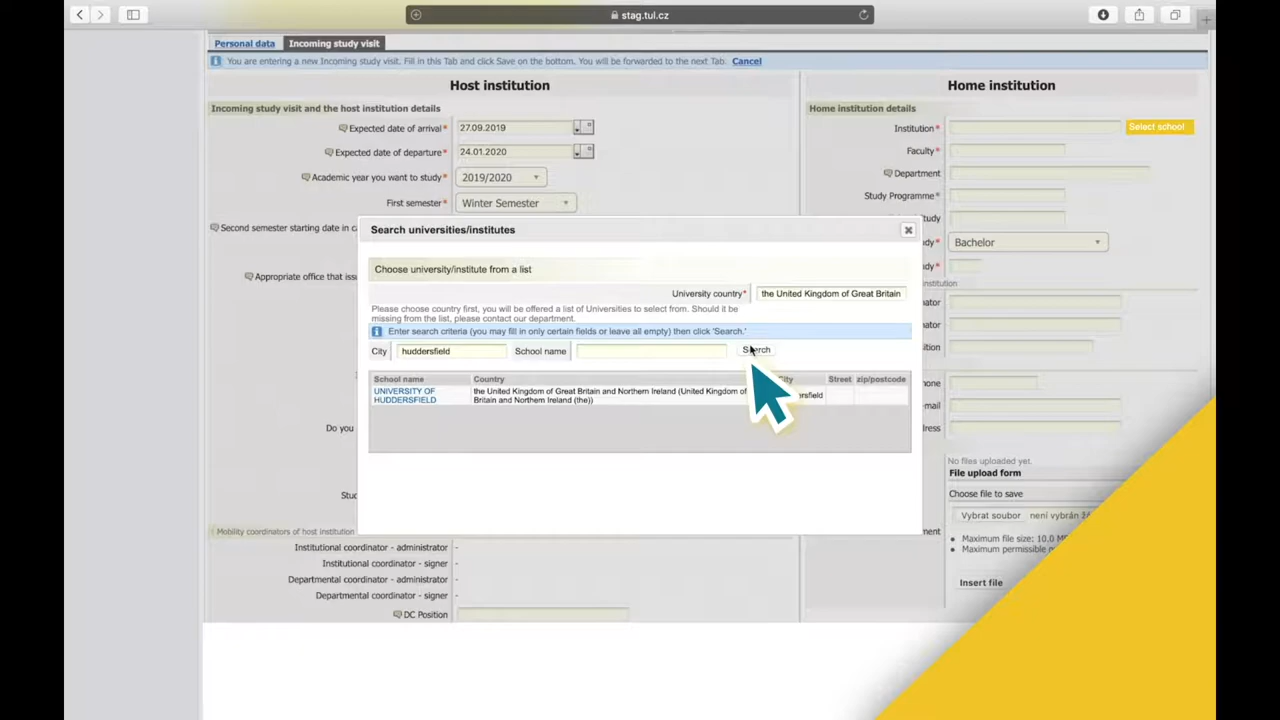 stag.tul.cz
Personal data
Incoming study visit
You are entering a new Incoming study visit. Fill in this Tab and click Save on the bottom. You will be forwarded to the next Tab. Cancel
Host institution
Home institution
Incoming study visit and the host institution details
Home institution details
Expected date of arrival* 27.09.2019
Institution* Select school
Expected date of departure* 24.01.2020
Faculty*
Academic year you want to study* 2019/2020
Department
First semester* Winter Semester
Study Programme*
Second semester starting date in c
Bachelor
Appropriate office that iss
Search universities/institutes
Choose university/institute from a list
University country* the United Kingdom of Great Britain
Please choose country first, you will be offered a list of Universities to select from. Should it be
missing from the list, please contact our department.
Enter search criteria (you may fill in only certain fields or leave all empty) then click 'Search.'
City huddersfield School name
School name Country Street zip/postcode
UNIVERSITY OF the United Kingdom of Great Britain and Northern Ireland (United Kingdom of
HUDDERSFIELD Britain and Northern Ireland (the))
Do you
No files uploaded yet.
File upload form
Choose file to save
Vybrat soubor není vybrán
Maximum file size: 10.0
Maximum permissible
Insert file
Mobility coordinators of host institution
Institutional coordinator - administrator -
Institutional coordinator - signer -
Departmental coordinator - administrator -
Departmental coordinator - signer -
DC Position